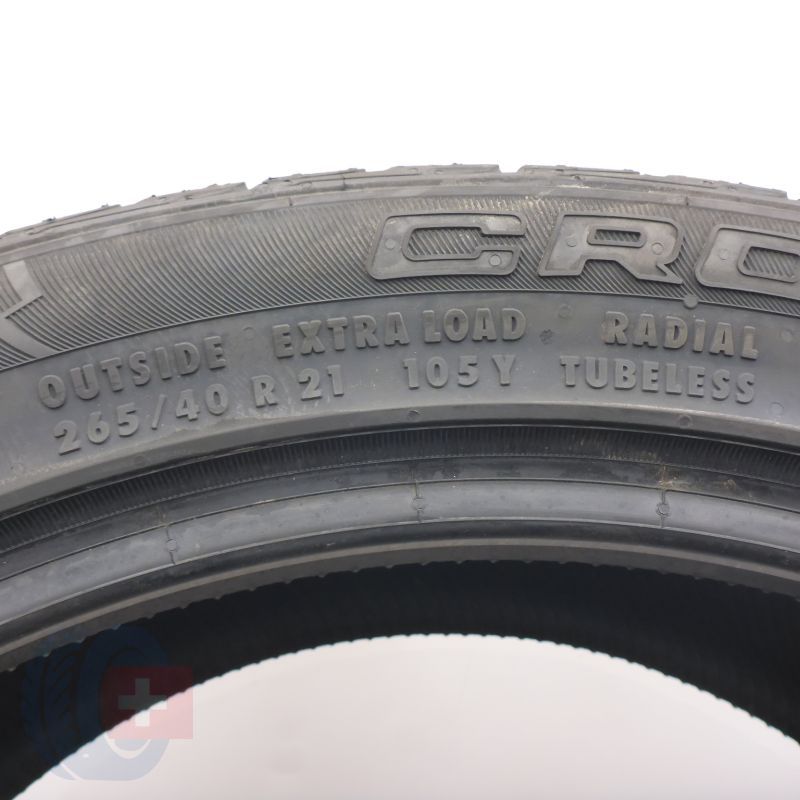 CRO
OUTSIDE EXTRA LOAD RADIAL
265/40 R 21 105 Y TUBELESS